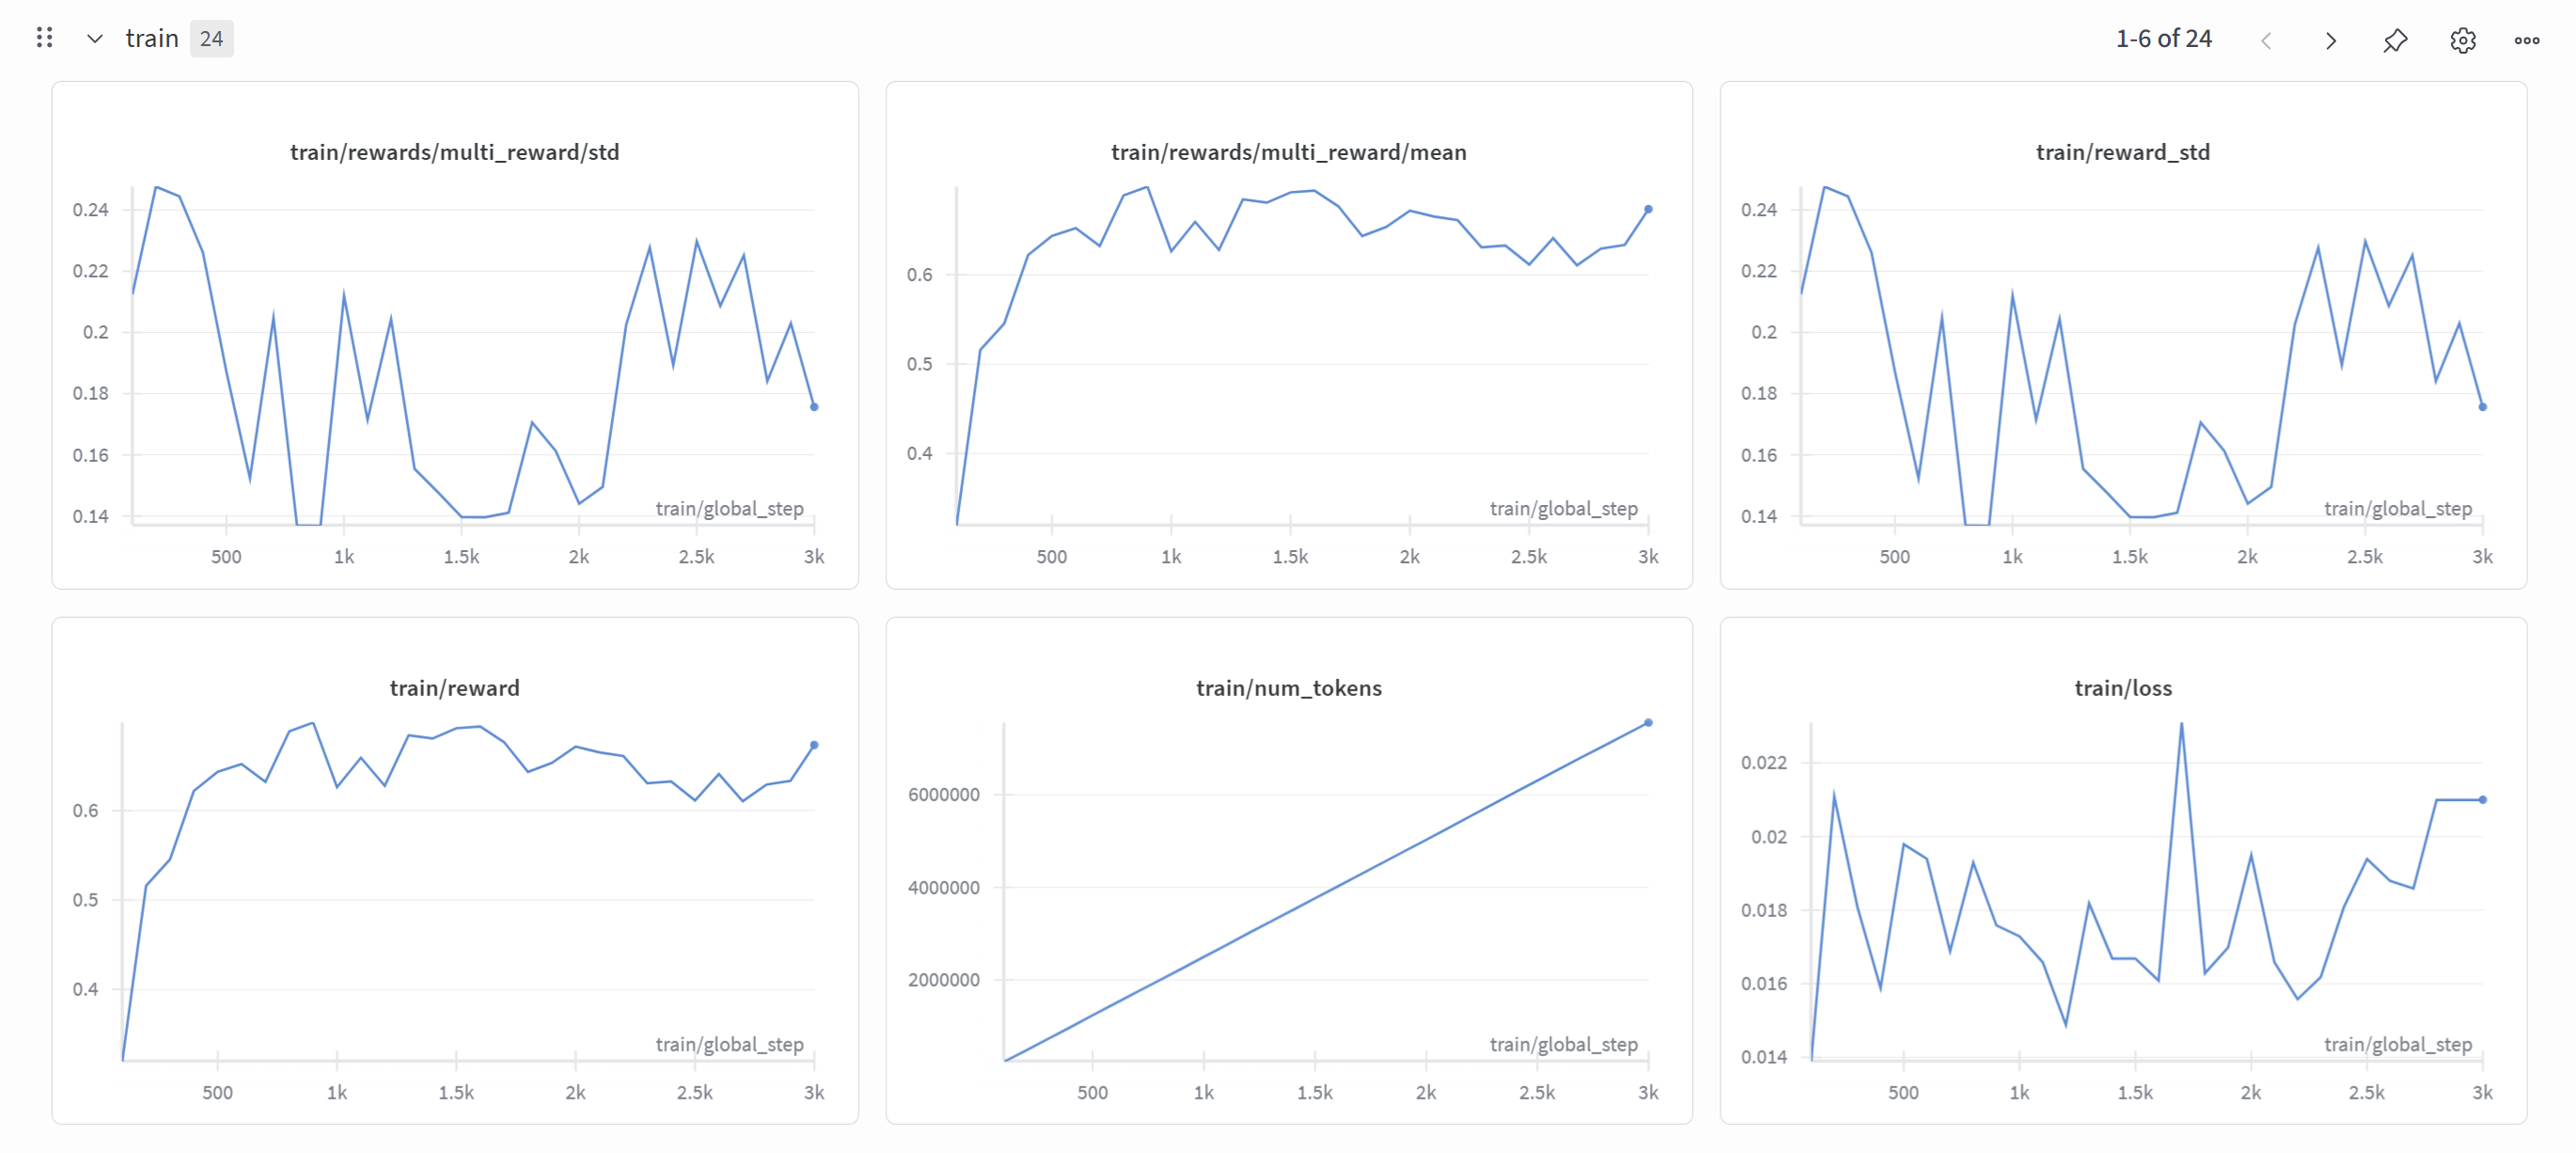 train 24
1-6 of 24
train/rewards/multi_reward/std
0.24
0.22
0.2
0.18
0.16
0.14
train/global_step
500 1k 1.5k 2k 2.5k 3k
train/rewards/multi_reward/mean
0.6
0.5
0.4
train/global_step
500 1k 1.5k 2k 2.5k 3k
train/reward_std
0.24
0.22
0.2
0.18
0.16
0.14
train/global_step
500 1k 1.5k 2k 2.5k 3k
train/reward
0.6
0.5
0.4
train/global_step
500 1k 1.5k 2k 2.5k 3k
train/num_tokens
6000000
4000000
2000000
train/global_step
500 1k 1.5k 2k 2.5k 3k
train/loss
0.022
0.02
0.018
0.016
0.014
train/global_step
500 1k 1.5k 2k 2.5k 3k